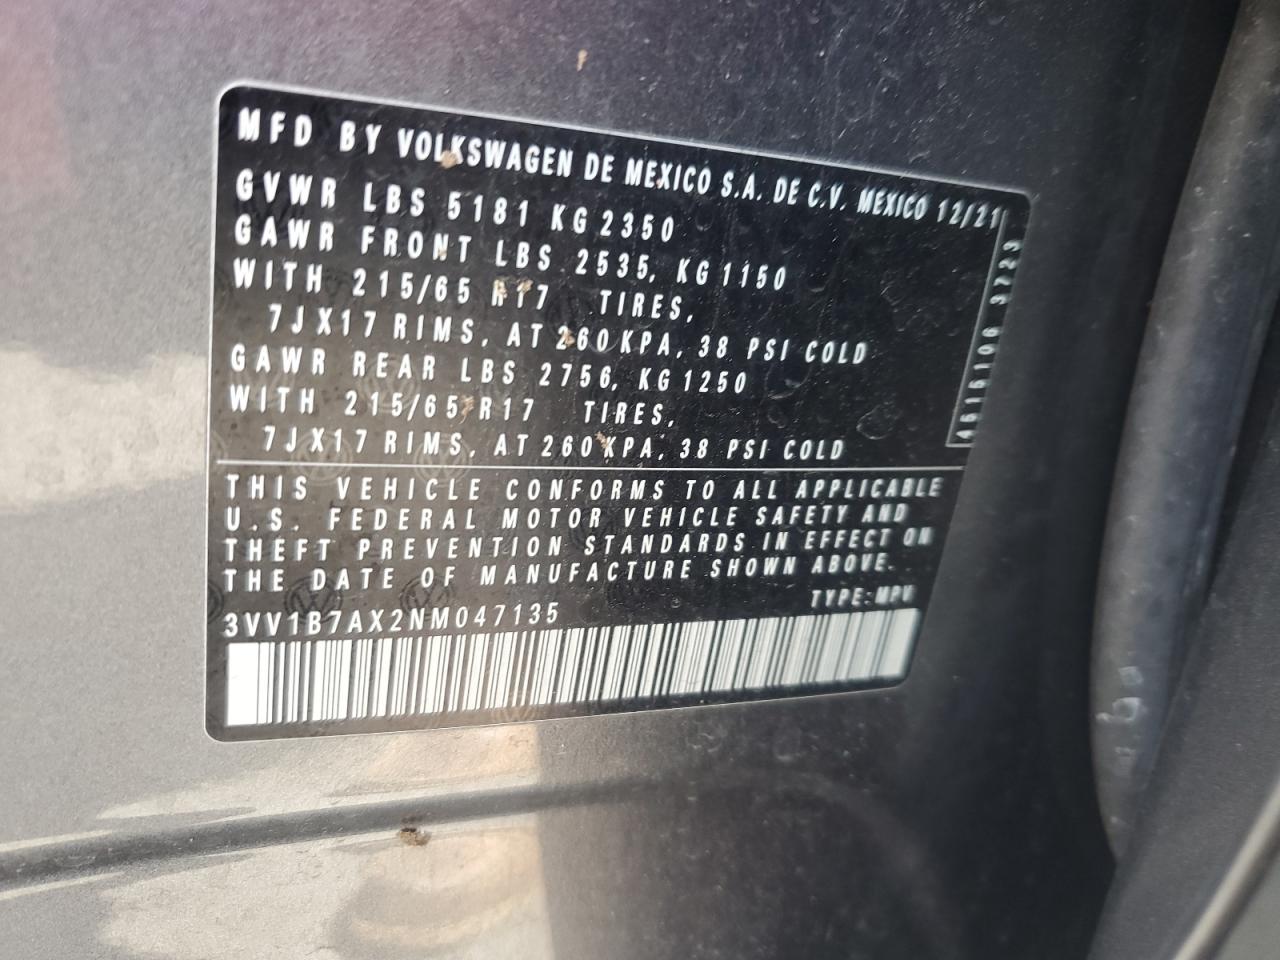 MFD BY VOLKSWAGEN DE MEXICO S.A. DE C.V. MEXICO 12/21
GVWR LBS 5181 KG 2350
GAWR FRONT LBS 2535, KG 1150
WITH 215/65 R17 TIRES,
7JX17 RIMS, AT 260 KPA, 38 PSI COLD
GAWR REAR LBS 2756, KG 1250
WITH 215/65 R17 TIRES,
7JX17 RIMS, AT 260 KPA, 38 PSI COLD
THIS VEHICLE CONFORMS TO ALL APPLICABLE
U.S. FEDERAL MOTOR VEHICLE SAFETY AND
THEFT PREVENTION STANDARDS IN EFFECT ON
THE DATE OF MANUFACTURE SHOWN ABOVE.
TYPE: MPV
3VV1B7AX2NM047135